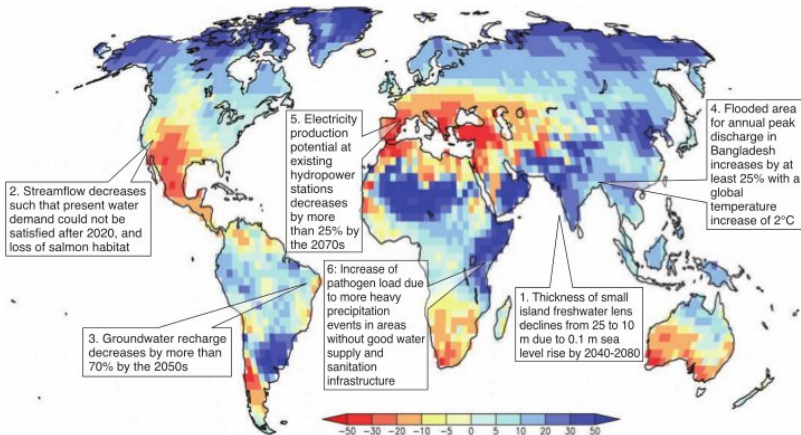 5. Electricity
production
potential at
existing
hydropower
stations
decreases
by more
than 25% by
the 2070s
4. Flooded area
for annual peak
discharge in
Bangladesh
increases by at
least 25% with a
global
temperature
increase of 2°C
2. Streamflow decreases
such that present water
demand could not be
satisfied after 2020, and
loss of salmon habitat
6: Increase of
pathogen load due
to more heavy
precipitation
events in areas
without good water
supply and
sanitation
infrastructure
1. Thickness of small
island freshwater lens
declines from 25 to 10
m due to 0.1 m sea
level rise by 2040-2080
3. Groundwater recharge
decreases by more than
70% by the 2050s
-50 -30 -20 -10 -5 0 5 10 20 30 50